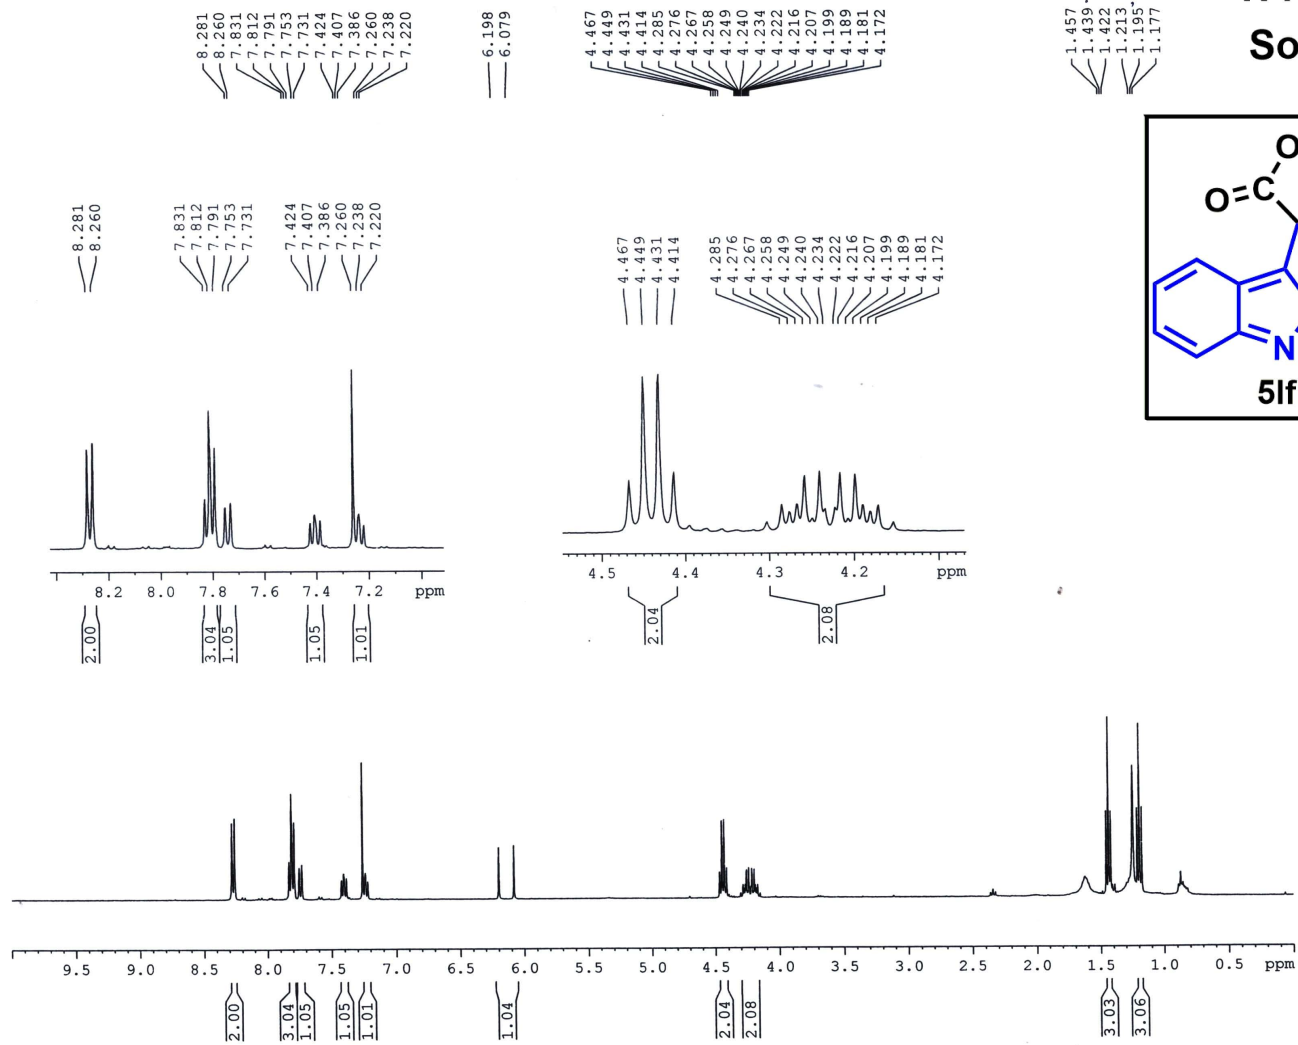 8.281 8.260 7.831 7.812 7.791 7.753 7.731 7.424 7.407 7.386 7.260 7.238 7.220
6.198 6.079
4.467 4.449 4.431 4.414 4.285 4.276 4.267 4.258 4.249 4.240 4.234 4.222 4.216 4.207 4.199 4.189 4.181 4.172
1.457 1.439 1.422 1.213 1.195 1.177
So
O
O=C
N
5lf
8.281 8.260
7.831 7.812 7.791 7.753 7.731
7.424 7.407 7.386 7.260 7.238 7.220
4.467 4.449 4.431 4.414
4.285 4.276 4.267 4.258 4.249 4.240 4.234 4.222 4.216 4.207 4.199 4.189 4.181 4.172
8.2 8.0 7.8 7.6 7.4 7.2 ppm
2.00 3.04 1.05 1.05 1.01
4.5 4.4 4.3 4.2 ppm
2.04 2.08
9.5 9.0 8.5 8.0 7.5 7.0 6.5 6.0 5.5 5.0 4.5 4.0 3.5 3.0 2.5 2.0 1.5 1.0 0.5 ppm
2.00 3.04 1.05 1.05 1.01 1.04 2.04 2.08 3.03 3.06